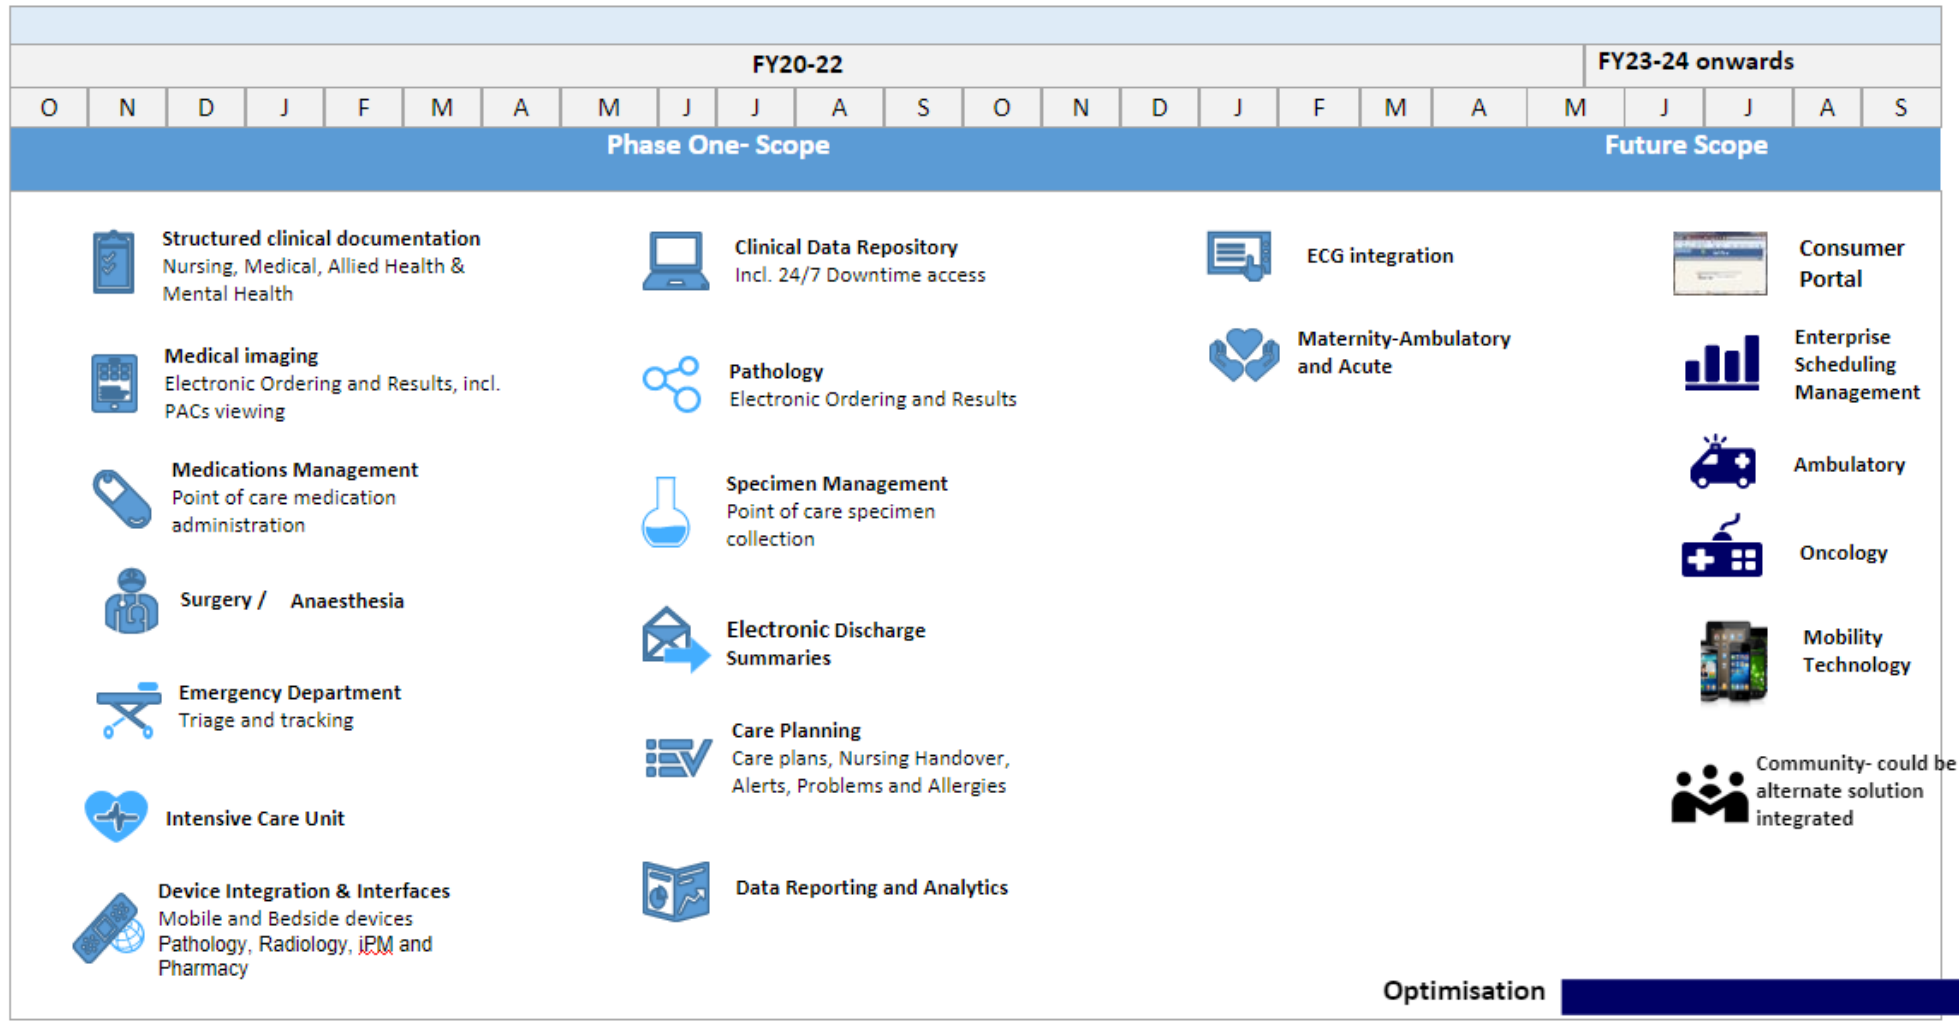 FY20-22
FY23-24 onwards
O N D J F M A M J J A S O N D J F M A M J J A S
Phase One- Scope
Future Scope
Structured clinical documentation
Nursing, Medical, Allied Health &
Mental Health
Medical imaging
Electronic Ordering and Results, incl.
PACs viewing
Medications Management
Point of care medication
administration
Surgery / Anaesthesia
Emergency Department
Triage and tracking
Intensive Care Unit
Device Integration & Interfaces
Mobile and Bedside devices
Pathology, Radiology, iPM and
Pharmacy
Clinical Data Repository
Incl. 24/7 Downtime access
Pathology
Electronic Ordering and Results
Specimen Management
Point of care specimen
collection
Electronic Discharge
Summaries
Care Planning
Care plans, Nursing Handover,
Alerts, Problems and Allergies
Data Reporting and Analytics
ECG integration
Maternity-Ambulatory
and Acute
Consumer
Portal
Enterprise
Scheduling
Management
Ambulatory
Oncology
Mobility
Technology
Community- could be
alternate solution
integrated
Optimisation